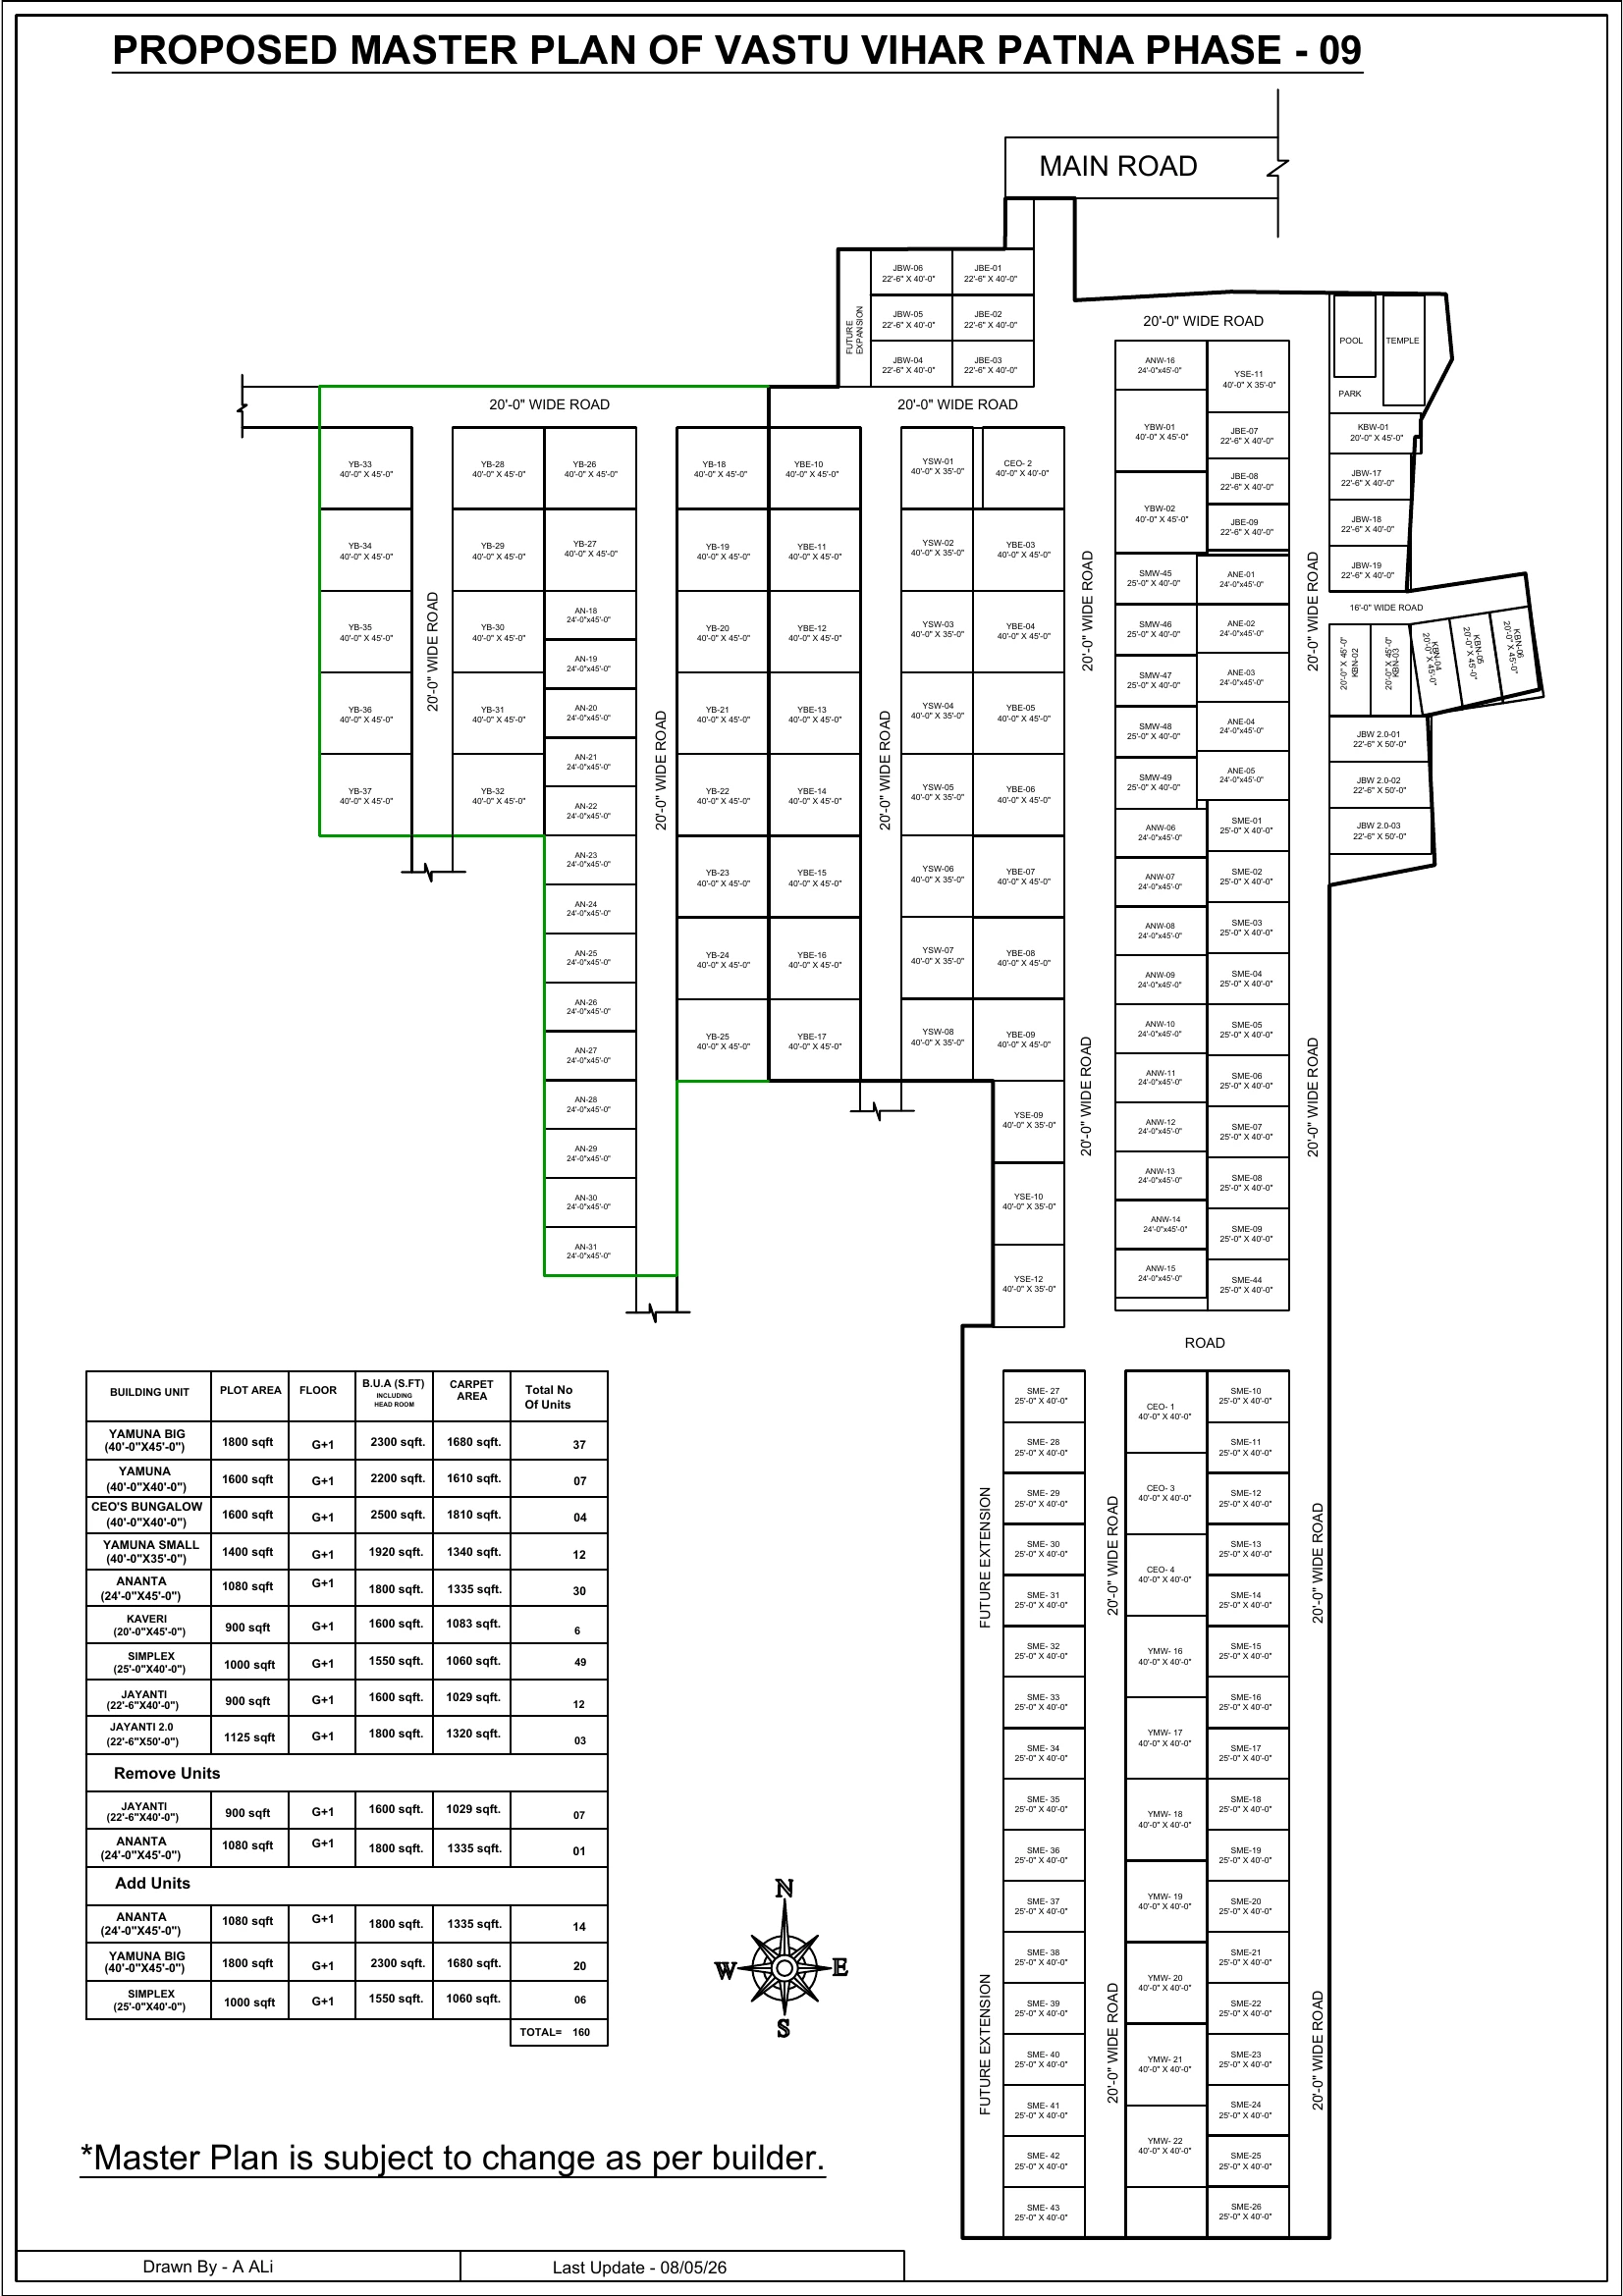 PROPOSED MASTER PLAN OF VASTU VIHAR PATNA PHASE - 09
MAIN ROAD
FUTURE
EXPANSION
JBW-06
22'-6" X 40'-0"
JBE-01
22'-6" X 40'-0"
JBW-05
22'-6" X 40'-0"
JBE-02
22'-6" X 40'-0"
JBW-04
22'-6" X 40'-0"
JBE-03
22'-6" X 40'-0"
20'-0" WIDE ROAD
20'-0" WIDE ROAD
20'-0" WIDE ROAD
POOL
TEMPLE
PARK
YB-33
40'-0" X 45'-0"
YB-34
40'-0" X 45'-0"
YB-35
40'-0" X 45'-0"
YB-36
40'-0" X 45'-0"
YB-37
40'-0" X 45'-0"
20'-0" WIDE ROAD
YB-28
40'-0" X 45'-0"
YB-29
40'-0" X 45'-0"
YB-30
40'-0" X 45'-0"
YB-31
40'-0" X 45'-0"
YB-32
40'-0" X 45'-0"
YB-26
40'-0" X 45'-0"
YB-27
40'-0" X 45'-0"
AN-18
24'-0"x45'-0"
AN-19
24'-0"x45'-0"
AN-20
24'-0"x45'-0"
AN-21
24'-0"x45'-0"
AN-22
24'-0"x45'-0"
AN-23
24'-0"x45'-0"
AN-24
24'-0"x45'-0"
AN-25
24'-0"x45'-0"
AN-26
24'-0"x45'-0"
AN-27
24'-0"x45'-0"
AN-28
24'-0"x45'-0"
AN-29
24'-0"x45'-0"
AN-30
24'-0"x45'-0"
AN-31
24'-0"x45'-0"
20'-0" WIDE ROAD
YB-18
40'-0" X 45'-0"
YB-19
40'-0" X 45'-0"
YB-20
40'-0" X 45'-0"
YB-21
40'-0" X 45'-0"
YB-22
40'-0" X 45'-0"
YB-23
40'-0" X 45'-0"
YB-24
40'-0" X 45'-0"
YB-25
40'-0" X 45'-0"
YBE-10
40'-0" X 45'-0"
YBE-11
40'-0" X 45'-0"
YBE-12
40'-0" X 45'-0"
YBE-13
40'-0" X 45'-0"
YBE-14
40'-0" X 45'-0"
YBE-15
40'-0" X 45'-0"
YBE-16
40'-0" X 45'-0"
YBE-17
40'-0" X 45'-0"
20'-0" WIDE ROAD
YSW-01
40'-0" X 35'-0"
YSW-02
40'-0" X 35'-0"
YSW-03
40'-0" X 35'-0"
YSW-04
40'-0" X 35'-0"
YSW-05
40'-0" X 35'-0"
YSW-06
40'-0" X 35'-0"
YSW-07
40'-0" X 35'-0"
YSW-08
40'-0" X 35'-0"
CEO- 2
40'-0" X 40'-0"
YBE-03
40'-0" X 45'-0"
YBE-04
40'-0" X 45'-0"
YBE-05
40'-0" X 45'-0"
YBE-06
40'-0" X 45'-0"
YBE-07
40'-0" X 45'-0"
YBE-08
40'-0" X 45'-0"
YBE-09
40'-0" X 45'-0"
YSE-09
40'-0" X 35'-0"
YSE-10
40'-0" X 35'-0"
YSE-12
40'-0" X 35'-0"
20'-0" WIDE ROAD
20'-0" WIDE ROAD
ANW-16
24'-0"x45'-0"
YBW-01
40'-0" X 45'-0"
YBW-02
40'-0" X 45'-0"
SMW-45
25'-0" X 40'-0"
SMW-46
25'-0" X 40'-0"
SMW-47
25'-0" X 40'-0"
SMW-48
25'-0" X 40'-0"
SMW-49
25'-0" X 40'-0"
ANW-06
24'-0"x45'-0"
ANW-07
24'-0"x45'-0"
ANW-08
24'-0"x45'-0"
ANW-09
24'-0"x45'-0"
ANW-10
24'-0"x45'-0"
ANW-11
24'-0"x45'-0"
ANW-12
24'-0"x45'-0"
ANW-13
24'-0"x45'-0"
ANW-14
24'-0"x45'-0"
ANW-15
24'-0"x45'-0"
YSE-11
40'-0" X 35'-0"
JBE-07
22'-6" X 40'-0"
JBE-08
22'-6" X 40'-0"
JBE-09
22'-6" X 40'-0"
ANE-01
24'-0"x45'-0"
ANE-02
24'-0"x45'-0"
ANE-03
24'-0"x45'-0"
ANE-04
24'-0"x45'-0"
ANE-05
24'-0"x45'-0"
SME-01
25'-0" X 40'-0"
SME-02
25'-0" X 40'-0"
SME-03
25'-0" X 40'-0"
SME-04
25'-0" X 40'-0"
SME-05
25'-0" X 40'-0"
SME-06
25'-0" X 40'-0"
SME-07
25'-0" X 40'-0"
SME-08
25'-0" X 40'-0"
SME-09
25'-0" X 40'-0"
SME-44
25'-0" X 40'-0"
20'-0" WIDE ROAD
20'-0" WIDE ROAD
KBW-01
20'-0" X 45'-0"
JBW-17
22'-6" X 40'-0"
JBW-18
22'-6" X 40'-0"
JBW-19
22'-6" X 40'-0"
16'-0" WIDE ROAD
KBN-02
20'-0" X 45'-0"
KBN-03
20'-0" X 45'-0"
KBN-04
20'-0" X 45'-0"
KBN-05
20'-0" X 45'-0"
KBN-06
20'-0" X 45'-0"
JBW 2.0-01
22'-6" X 50'-0"
JBW 2.0-02
22'-6" X 50'-0"
JBW 2.0-03
22'-6" X 50'-0"
ROAD
FUTURE EXTENSION
FUTURE EXTENSION
SME- 27
25'-0" X 40'-0"
SME- 28
25'-0" X 40'-0"
SME- 29
25'-0" X 40'-0"
SME- 30
25'-0" X 40'-0"
SME- 31
25'-0" X 40'-0"
SME- 32
25'-0" X 40'-0"
SME- 33
25'-0" X 40'-0"
SME- 34
25'-0" X 40'-0"
SME- 35
25'-0" X 40'-0"
SME- 36
25'-0" X 40'-0"
SME- 37
25'-0" X 40'-0"
SME- 38
25'-0" X 40'-0"
SME- 39
25'-0" X 40'-0"
SME- 40
25'-0" X 40'-0"
SME- 41
25'-0" X 40'-0"
SME- 42
25'-0" X 40'-0"
SME- 43
25'-0" X 40'-0"
20'-0" WIDE ROAD
20'-0" WIDE ROAD
CEO- 1
40'-0" X 40'-0"
CEO- 3
40'-0" X 40'-0"
CEO- 4
40'-0" X 40'-0"
YMW- 16
40'-0" X 40'-0"
YMW- 17
40'-0" X 40'-0"
YMW- 18
40'-0" X 40'-0"
YMW- 19
40'-0" X 40'-0"
YMW- 20
40'-0" X 40'-0"
YMW- 21
40'-0" X 40'-0"
YMW- 22
40'-0" X 40'-0"
SME-10
25'-0" X 40'-0"
SME-11
25'-0" X 40'-0"
SME-12
25'-0" X 40'-0"
SME-13
25'-0" X 40'-0"
SME-14
25'-0" X 40'-0"
SME-15
25'-0" X 40'-0"
SME-16
25'-0" X 40'-0"
SME-17
25'-0" X 40'-0"
SME-18
25'-0" X 40'-0"
SME-19
25'-0" X 40'-0"
SME-20
25'-0" X 40'-0"
SME-21
25'-0" X 40'-0"
SME-22
25'-0" X 40'-0"
SME-23
25'-0" X 40'-0"
SME-24
25'-0" X 40'-0"
SME-25
25'-0" X 40'-0"
SME-26
25'-0" X 40'-0"
20'-0" WIDE ROAD
20'-0" WIDE ROAD
BUILDING UNIT PLOT AREA FLOOR B.U.A (S.FT) INCLUDING HEAD ROOM CARPET AREA Total No Of Units
YAMUNA BIG (40'-0"X45'-0") 1800 sqft G+1 2300 sqft. 1680 sqft. 37
YAMUNA (40'-0"X40'-0") 1600 sqft G+1 2200 sqft. 1610 sqft. 07
CEO'S BUNGALOW (40'-0"X40'-0") 1600 sqft G+1 2500 sqft. 1810 sqft. 04
YAMUNA SMALL (40'-0"X35'-0") 1400 sqft G+1 1920 sqft. 1340 sqft. 12
ANANTA (24'-0"X45'-0") 1080 sqft G+1 1800 sqft. 1335 sqft. 30
KAVERI (20'-0"X45'-0") 900 sqft G+1 1600 sqft. 1083 sqft. 6
SIMPLEX (25'-0"X40'-0") 1000 sqft G+1 1550 sqft. 1060 sqft. 49
JAYANTI (22'-6"X40'-0") 900 sqft G+1 1600 sqft. 1029 sqft. 12
JAYANTI 2.0 (22'-6"X50'-0") 1125 sqft G+1 1800 sqft. 1320 sqft. 03
Remove Units
JAYANTI (22'-6"X40'-0") 900 sqft G+1 1600 sqft. 1029 sqft. 07
ANANTA (24'-0"X45'-0") 1080 sqft G+1 1800 sqft. 1335 sqft. 01
Add Units
ANANTA (24'-0"X45'-0") 1080 sqft G+1 1800 sqft. 1335 sqft. 14
YAMUNA BIG (40'-0"X45'-0") 1800 sqft G+1 2300 sqft. 1680 sqft. 20
SIMPLEX (25'-0"X40'-0") 1000 sqft G+1 1550 sqft. 1060 sqft. 06
TOTAL= 160
N
W E
S
*Master Plan is subject to change as per builder.
Drawn By - A ALi
Last Update - 08/05/26